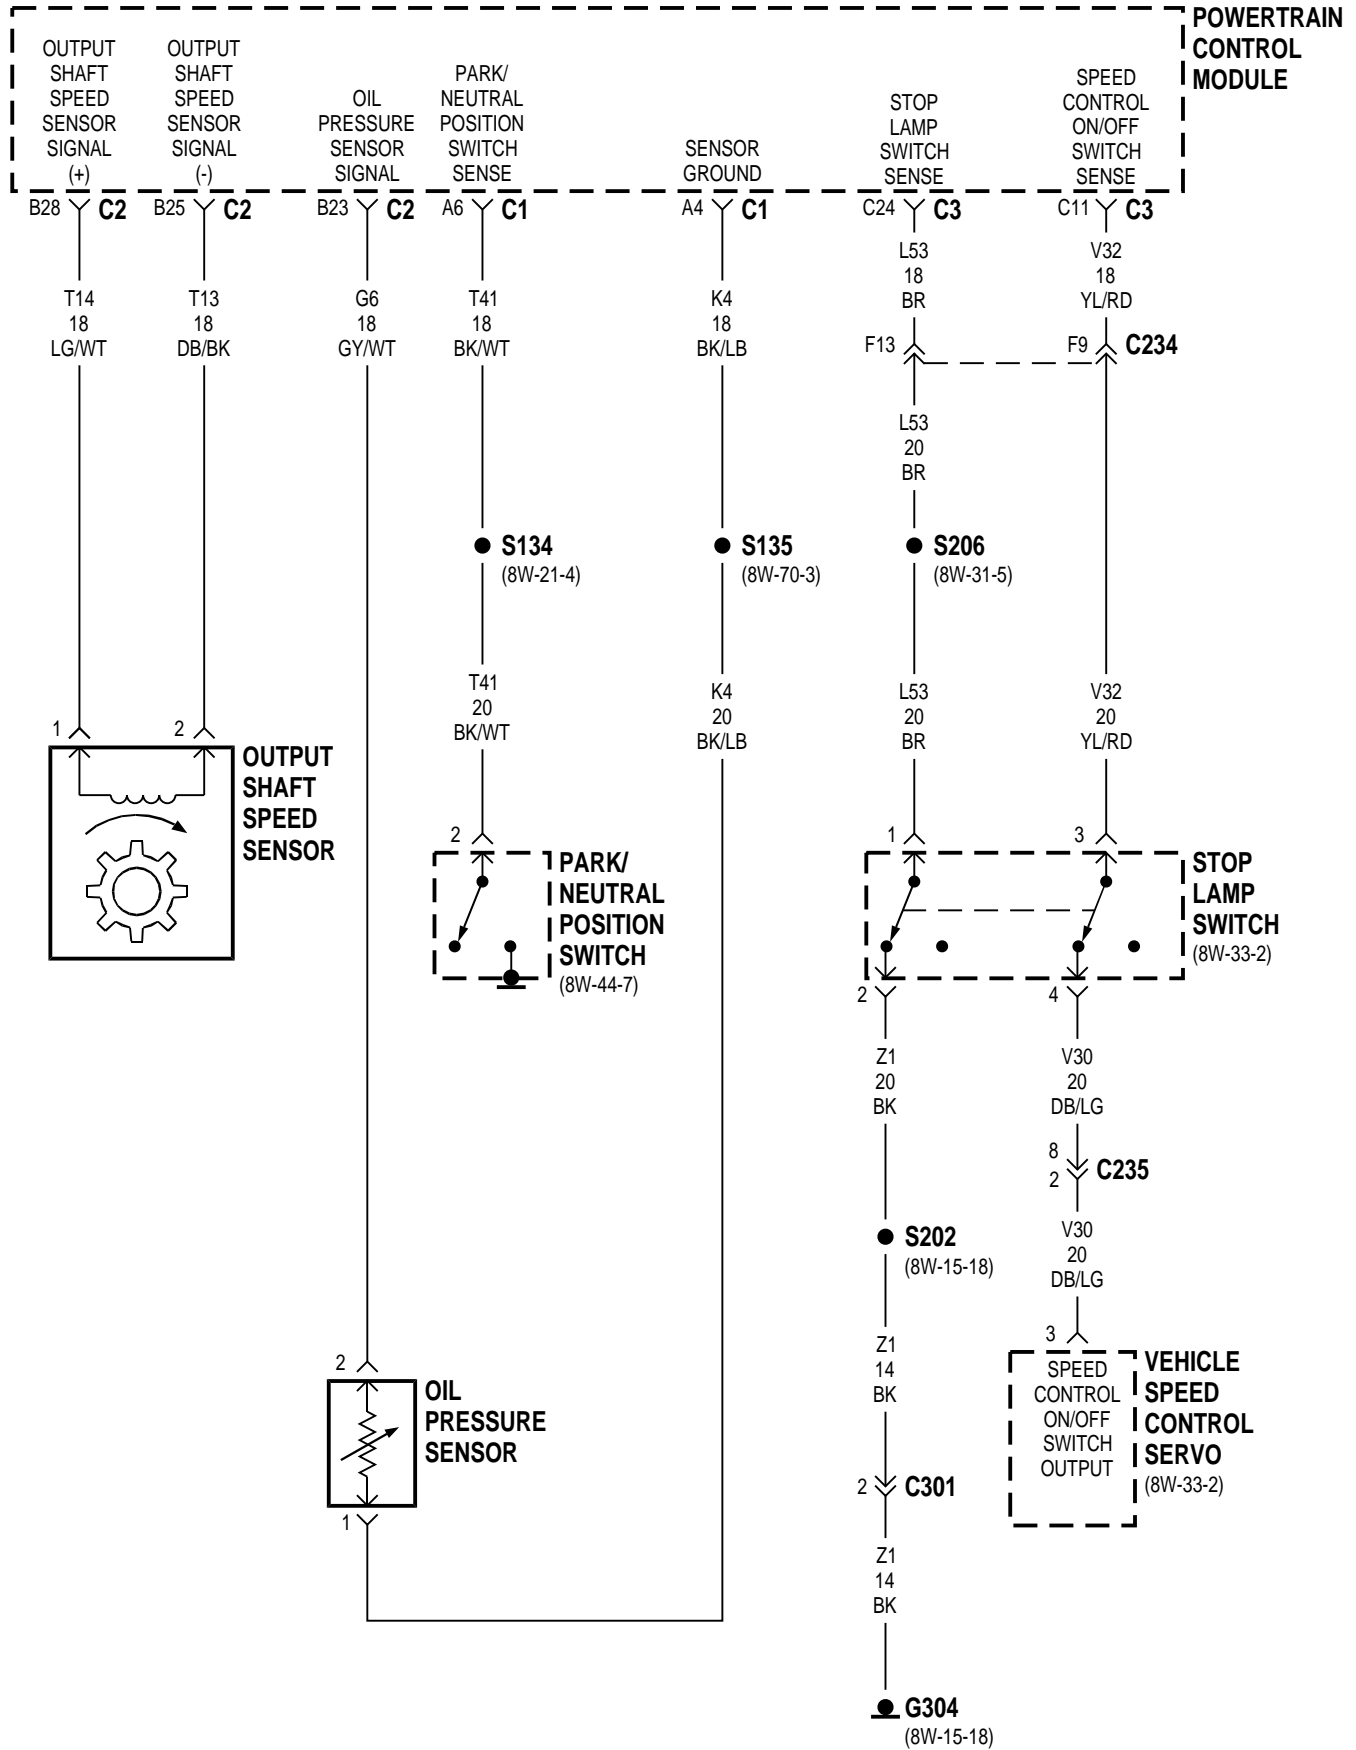 POWERTRAIN
CONTROL
MODULE
OUTPUT
SHAFT
SPEED
SENSOR
SIGNAL
(+)
OUTPUT
SHAFT
SPEED
SENSOR
SIGNAL
(-)
OIL
PRESSURE
SENSOR
SIGNAL
PARK/
NEUTRAL
POSITION
SWITCH
SENSE
SENSOR
GROUND
STOP
LAMP
SWITCH
SENSE
SPEED
CONTROL
ON/OFF
SWITCH
SENSE
B28 C2
B25 C2
B23 C2
A6 C1
A4 C1
C24 C3
C11 C3
T14
18
LG/WT
T13
18
DB/BK
G6
18
GY/WT
T41
18
BK/WT
K4
18
BK/LB
L53
18
BR
V32
18
YL/RD
F13
F9 C234
L53
20
BR
S134
(8W-21-4)
S135
(8W-70-3)
S206
(8W-31-5)
T41
20
BK/WT
K4
20
BK/LB
L53
20
BR
V32
20
YL/RD
1
2
OUTPUT
SHAFT
SPEED
SENSOR
2
PARK/
NEUTRAL
POSITION
SWITCH
(8W-44-7)
1
3
STOP
LAMP
SWITCH
(8W-33-2)
2
4
Z1
20
BK
V30
20
DB/LG
8
2
C235
S202
(8W-15-18)
V30
20
DB/LG
3
SPEED
CONTROL
ON/OFF
SWITCH
OUTPUT
VEHICLE
SPEED
CONTROL
SERVO
(8W-33-2)
2
OIL
PRESSURE
SENSOR
1
Z1
14
BK
2 C301
Z1
14
BK
G304
(8W-15-18)